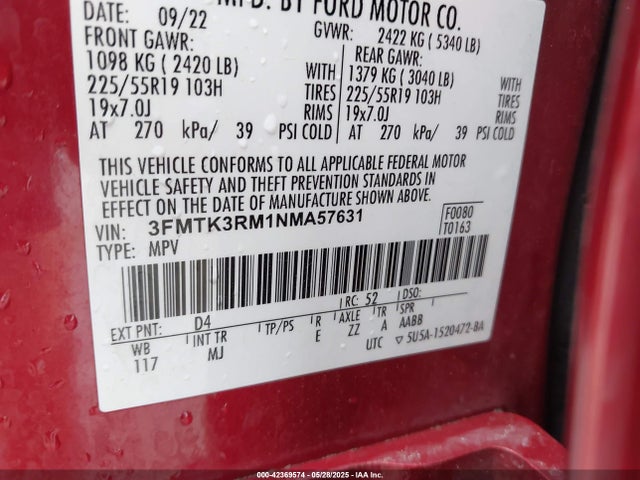 MFD. BY FORD MOTOR CO.
DATE: 09/22 GVWR: 2422 KG ( 5340 LB)
FRONT GAWR: REAR GAWR:
1098 KG ( 2420 LB) WITH 1379 KG ( 3040 LB) WITH
225/55R19 103H TIRES 225/55R19 103H TIRES
19x7.0J RIMS 19x7.0J RIMS
AT 270 kPa/ 39 PSI COLD AT 270 kPa/ 39 PSI COLD
THIS VEHICLE CONFORMS TO ALL APPLICABLE FEDERAL MOTOR
VEHICLE SAFETY AND THEFT PREVENTION STANDARDS IN
EFFECT ON THE DATE OF MANUFACTURE SHOWN ABOVE.
VIN: 3FMTK3RM1NMA57631 F0080
TYPE: MPV T0163
EXT PNT: D4 RC: 52 DSO:
WB INT TR TP/PS R AXLE TR SPR
117 MJ E ZZ A AABB
UTC ▽ 5U5A-1520472-BA
00-42369574 - 05/28/2025 - IAA Inc.